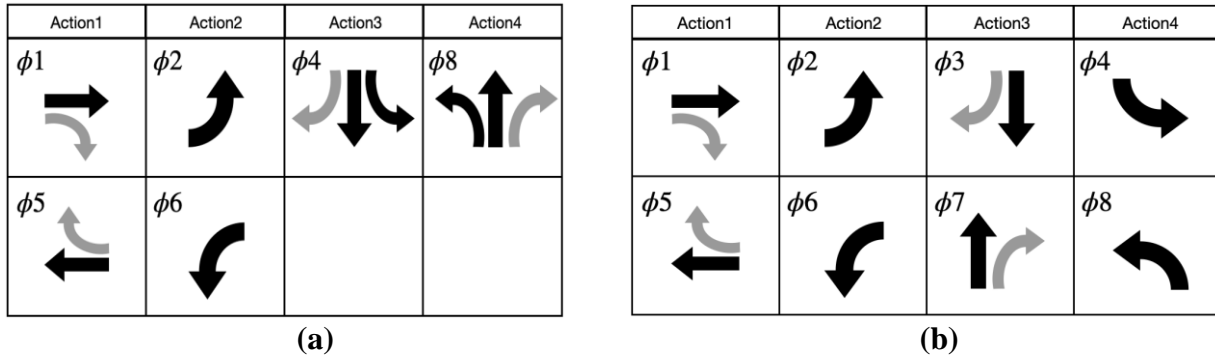 Action1 Action2 Action3 Action4
ϕ1 ϕ2 ϕ4 ϕ8
ϕ5 ϕ6
(a)
Action1 Action2 Action3 Action4
ϕ1 ϕ2 ϕ3 ϕ4
ϕ5 ϕ6 ϕ7 ϕ8
(b)